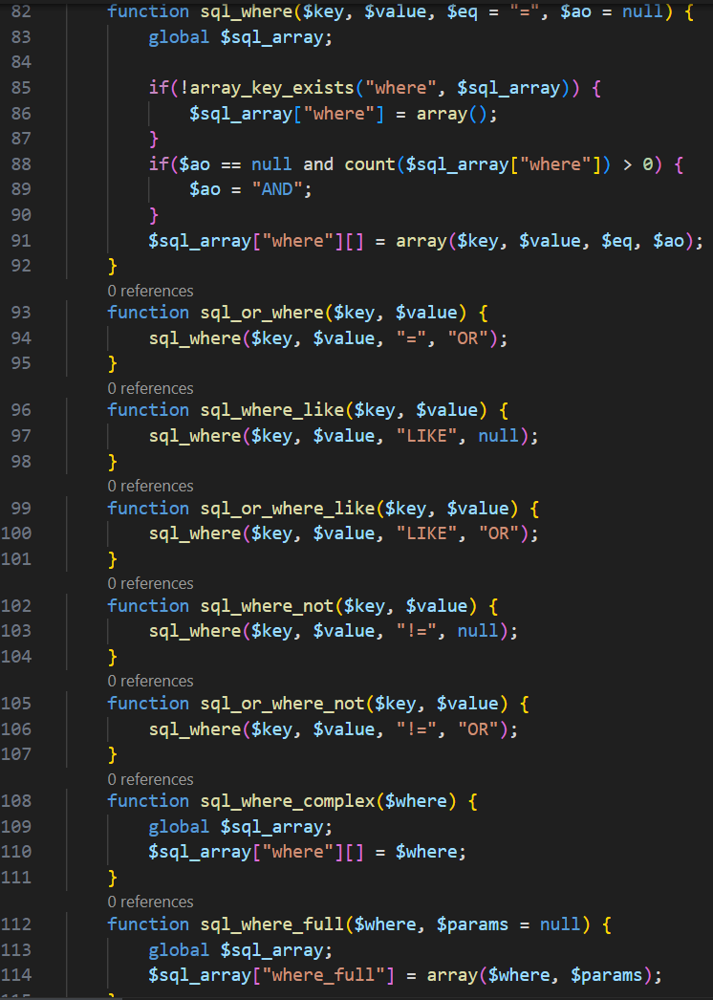 82 function sql_where($key, $value, $eq = "=", $ao = null) {
83 global $sql_array;
84
85 if(!array_key_exists("where", $sql_array)) {
86 $sql_array["where"] = array();
87 }
88 if($ao == null and count($sql_array["where"]) > 0) {
89 $ao = "AND";
90 }
91 $sql_array["where"][] = array($key, $value, $eq, $ao);
92 }
0 references
93 function sql_or_where($key, $value) {
94 sql_where($key, $value, "=", "OR");
95 }
0 references
96 function sql_where_like($key, $value) {
97 sql_where($key, $value, "LIKE", null);
98 }
0 references
99 function sql_or_where_like($key, $value) {
100 sql_where($key, $value, "LIKE", "OR");
101 }
0 references
102 function sql_where_not($key, $value) {
103 sql_where($key, $value, "!=", null);
104 }
0 references
105 function sql_or_where_not($key, $value) {
106 sql_where($key, $value, "!=", "OR");
107 }
0 references
108 function sql_where_complex($where) {
109 global $sql_array;
110 $sql_array["where"][] = $where;
111 }
0 references
112 function sql_where_full($where, $params = null) {
113 global $sql_array;
114 $sql_array["where_full"] = array($where, $params);